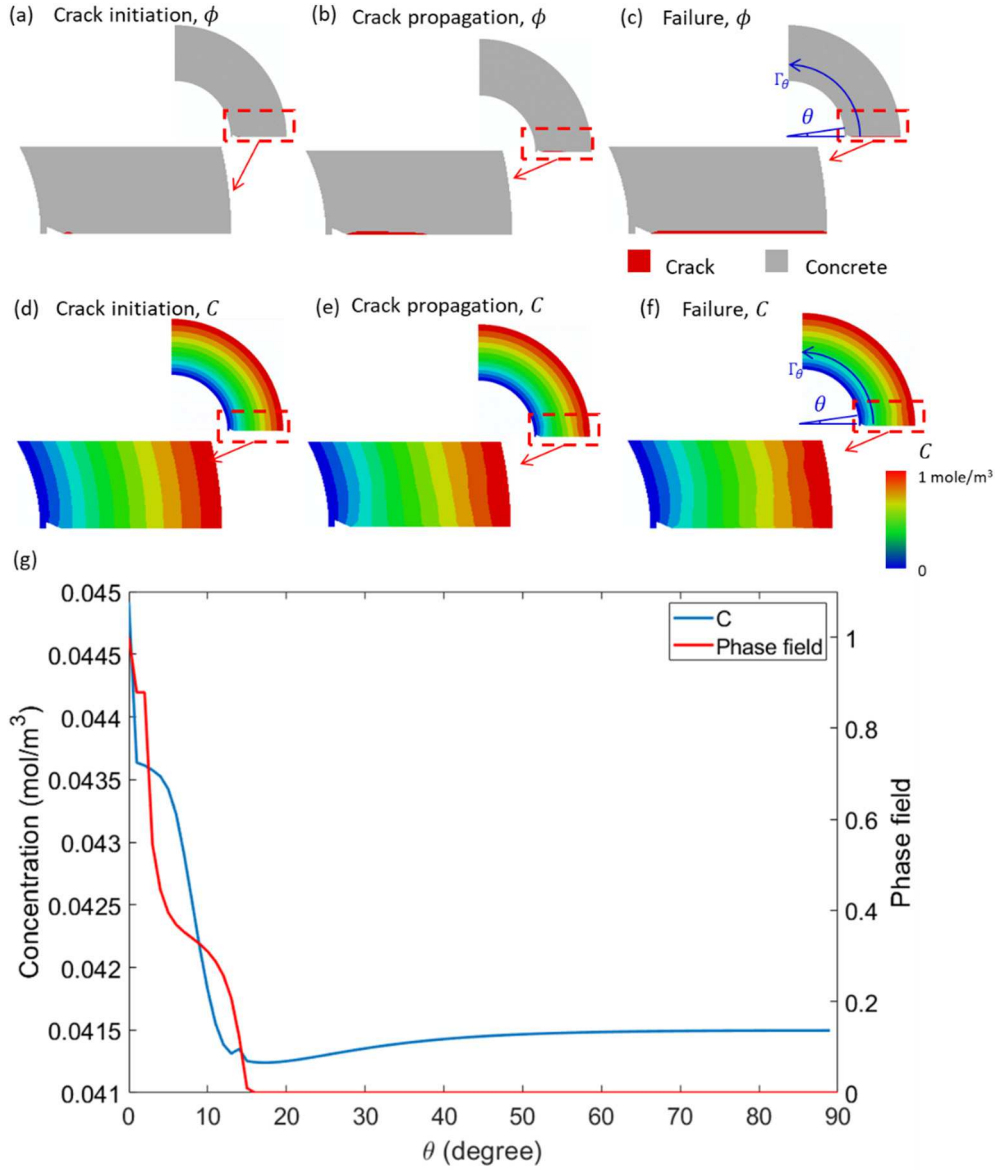 (a) Crack initiation, ϕ
(b) Crack propagation, ϕ
(c) Failure, ϕ
Γθ
θ
Crack
Concrete
(d) Crack initiation, C
(e) Crack propagation, C
(f) Failure, C
Γθ
θ
C
1 mole/m³
0
(g)
0.045
0.0445
0.044
0.0435
0.043
0.0425
0.042
0.0415
0.041
Concentration (mol/m³)
C
Phase field
1
0.8
0.6
0.4
0.2
0
Phase field
0 10 20 30 40 50 60 70 80 90
θ (degree)